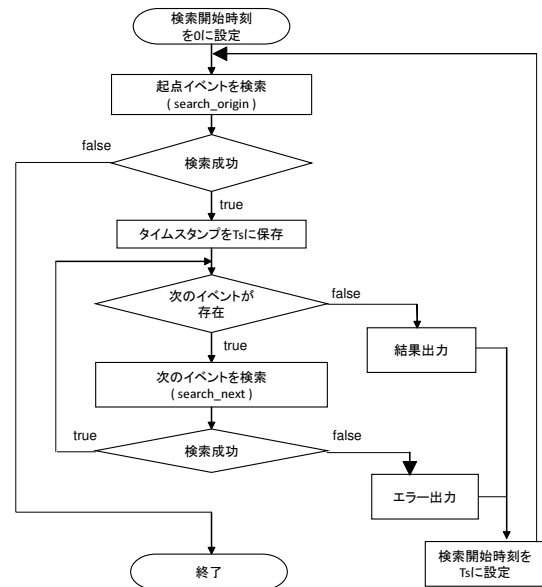 検索開始時刻
を0に設定
起点イベントを検索
( search_origin )
false
検索成功
true
タイムスタンプをTsに保存
次のイベントが
存在
false
true
結果出力
次のイベントを検索
( search_next )
true
検索成功
false
エラー出力
終了
検索開始時刻を
Tsに設定